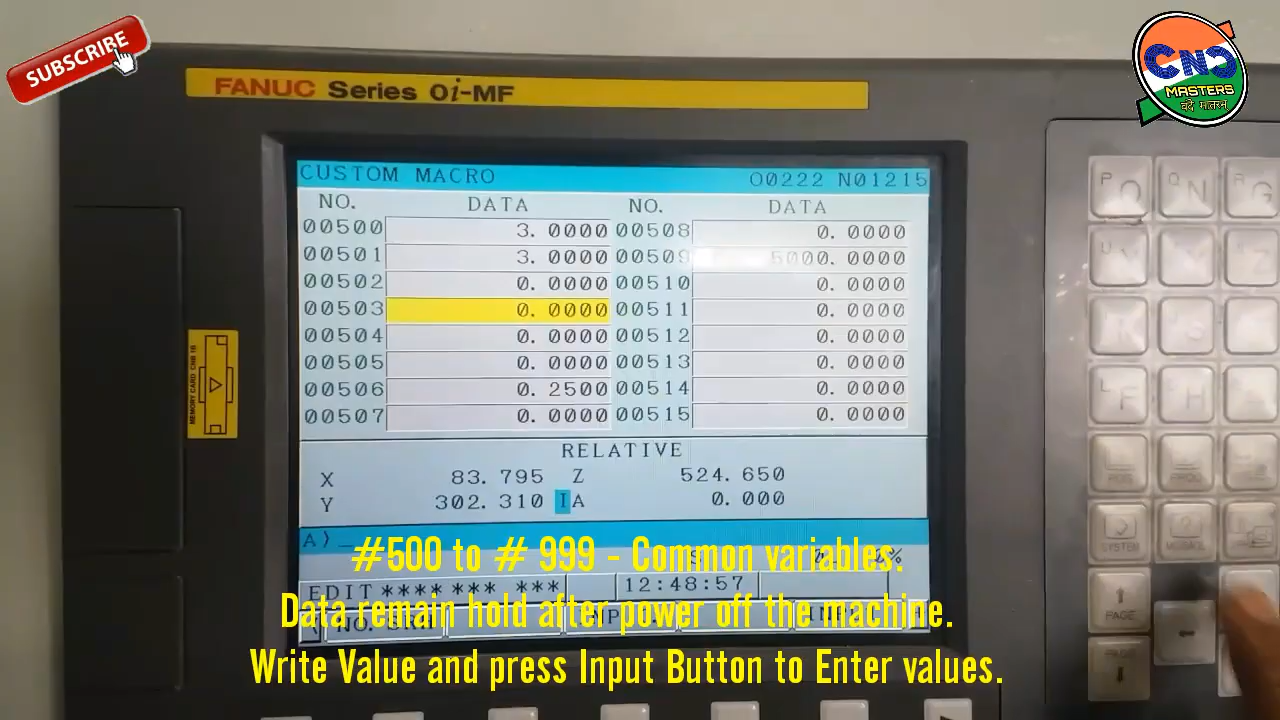 SUBSCRIBE
CNC
MASTERS
वंदे मातरम्
FANUC Series 0i-MF
CUSTOM MACRO O0222 N01215
NO. DATA NO. DATA
00500 3.0000 00508 0.0000
00501 3.0000 00509 5000.0000
00502 0.0000 00510 0.0000
00503 0.0000 00511 0.0000
00504 0.0000 00512 0.0000
00505 0.0000 00513 0.0000
00506 0.2500 00514 0.0000
00507 0.0000 00515 0.0000
RELATIVE
X 83.795 Z 524.650
Y 302.310 I A 0.000
A)_
#500 to # 999 - Common variables.
EDIT **** *** *** 12:48:57
Data remain hold after power off the machine.
Write Value and press Input Button to Enter values.
MEMORY CARD
PAGE
SYSTEM